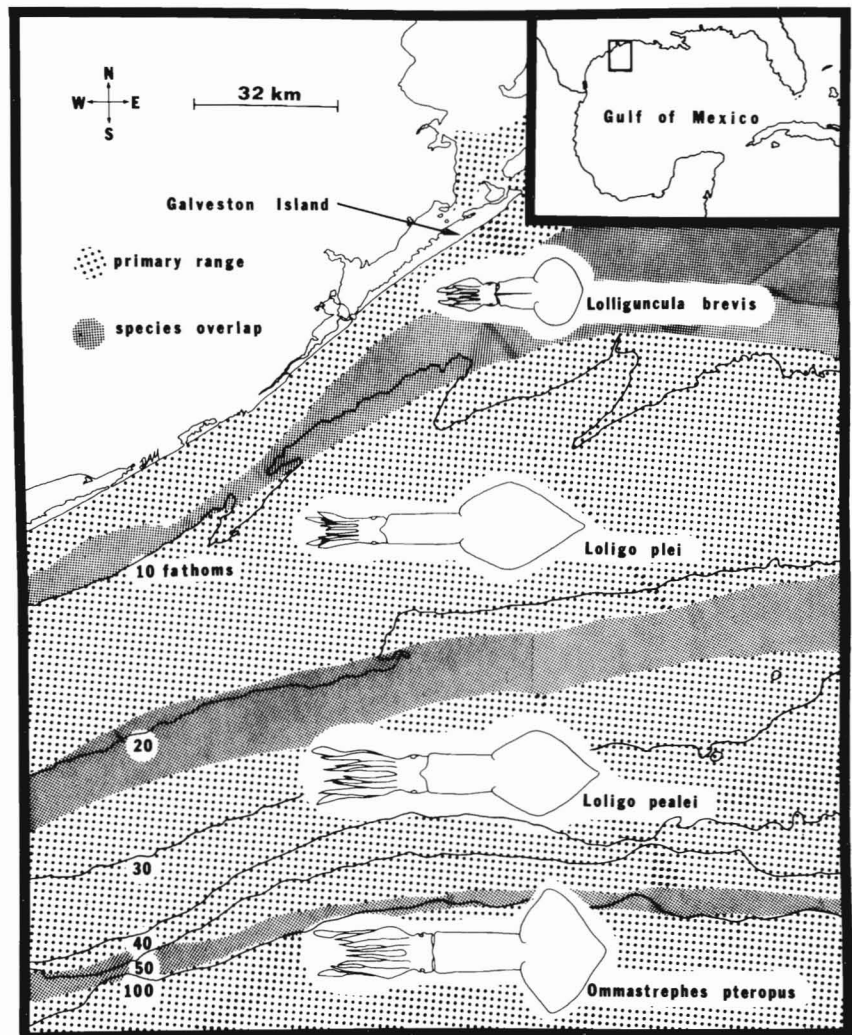 N
W E
S
32 km
Gulf of Mexico
Galveston Island
primary range
Lolliguncula brevis
species overlap
Loligo plei
10 fathoms
20
Loligo pealei
30
40
50
100
Ommastrephes pteropus